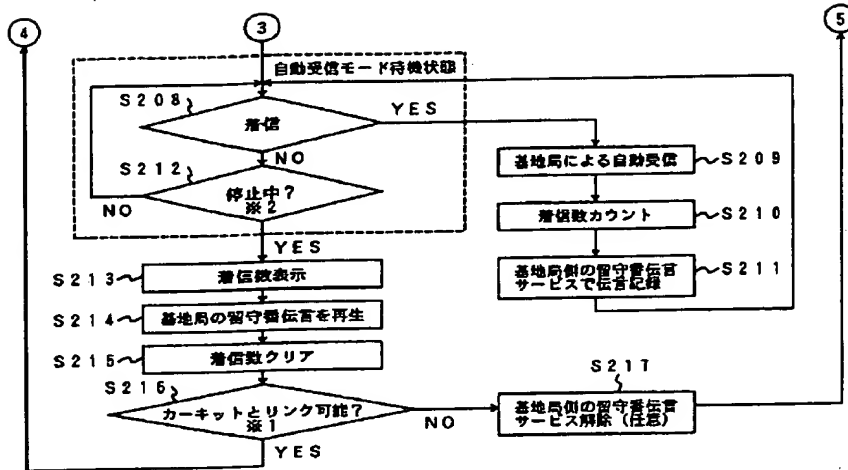 4
3
5
自動受信モード待機状態
S208
着信
YES
NO
S212
停止中?
※2
NO
YES
基地局による自動受信
S209
着信数カウント
S210
基地局側の留守番伝言
サービスで伝言記録
S211
S213
着信数表示
S214
基地局の留守番伝言を再生
S215
着信数クリア
S216
カーキットとリンク可能?
※1
NO
YES
S217
基地局側の留守番伝言
サービス解除(任意)